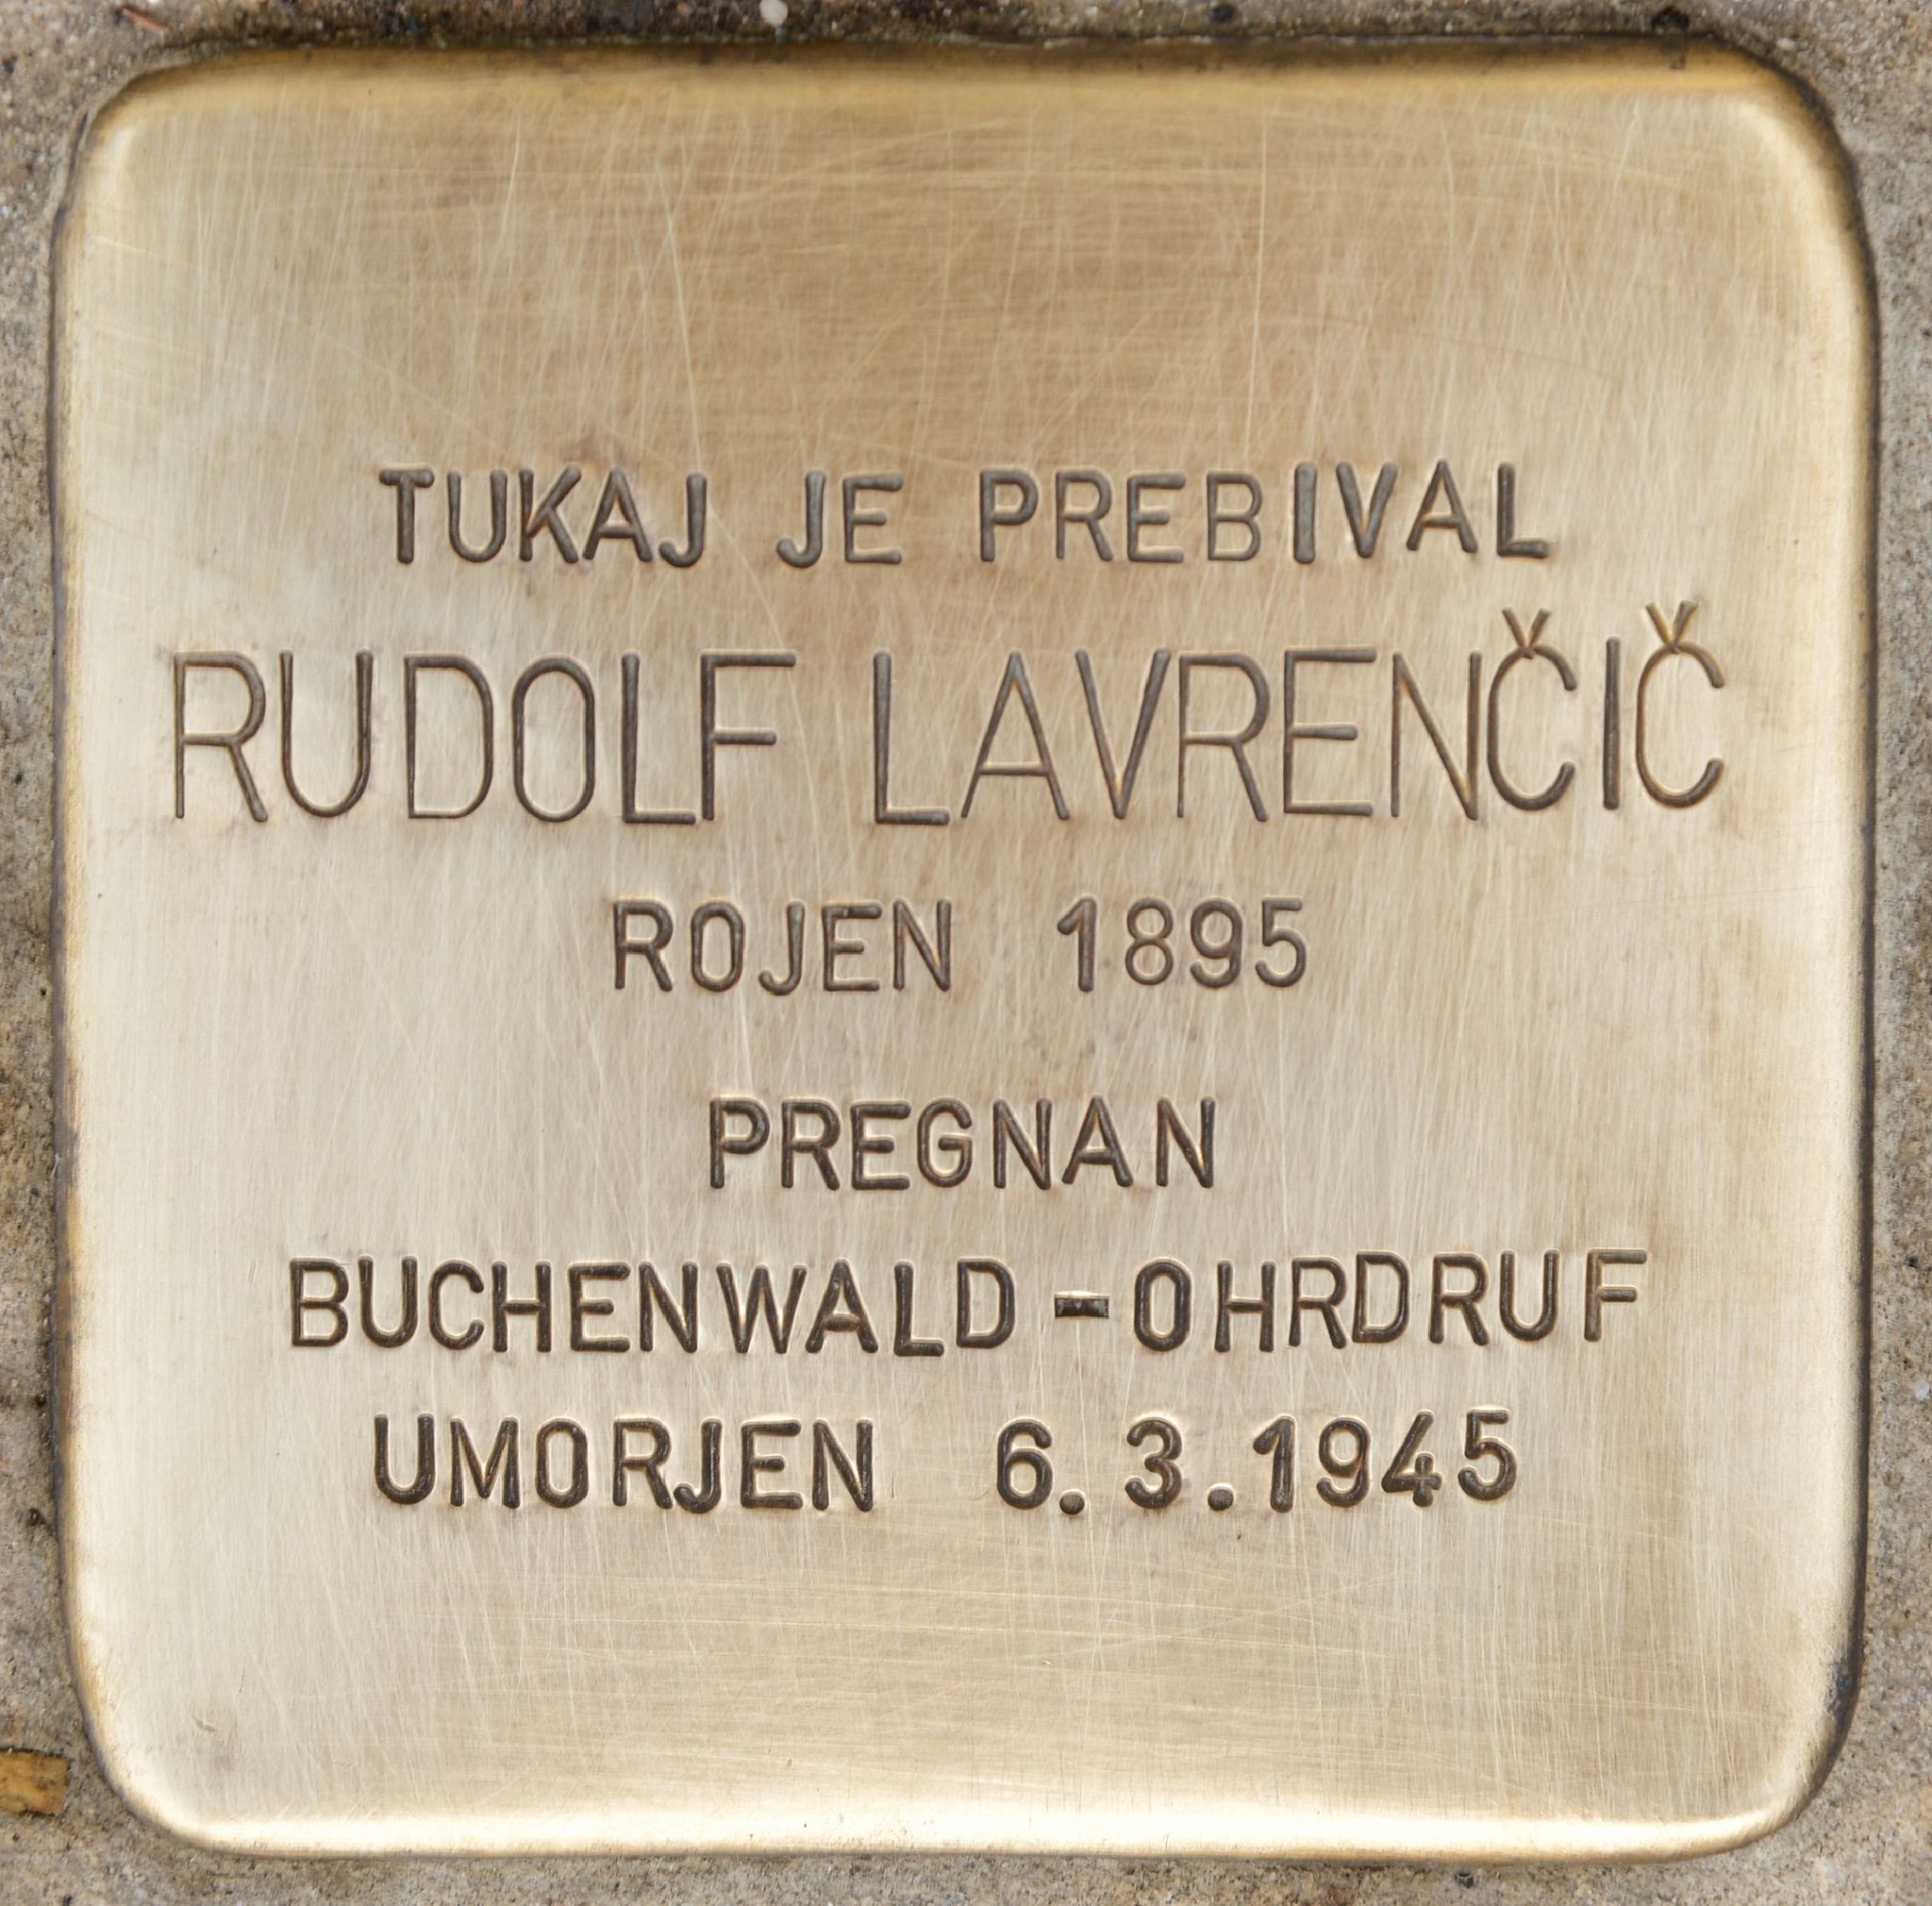 TUKAJ JE PREBIVAL
RUDOLF LAVRENČIČ
ROJEN 1895
PREGNAN
BUCHENWALD-OHRDRUF
UMORJEN 6.3.1945